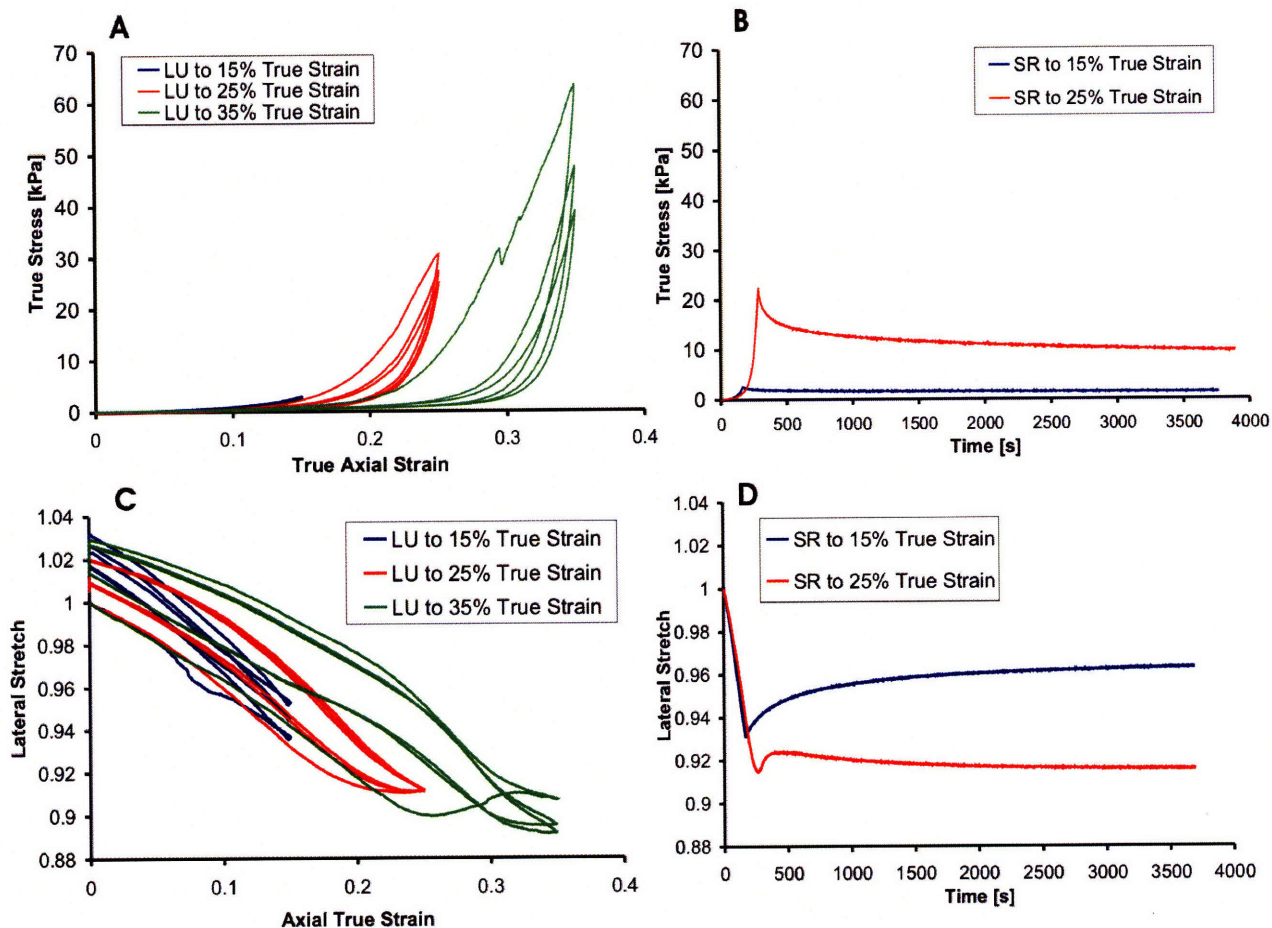 A
70
60
50
40
30
20
10
0
True Stress [kPa]
LU to 15% True Strain
LU to 25% True Strain
LU to 35% True Strain
0
0.1
0.2
0.3
0.4
True Axial Strain
B
70
60
50
40
30
20
10
0
True Stress [kPa]
SR to 15% True Strain
SR to 25% True Strain
0
500
1000
1500
2000
2500
3000
3500
4000
Time [s]
C
1.04
1.02
1
0.98
0.96
0.94
0.92
0.9
0.88
Lateral Stretch
LU to 15% True Strain
LU to 25% True Strain
LU to 35% True Strain
0
0.1
0.2
0.3
0.4
Axial True Strain
D
1.04
1.02
1
0.98
0.96
0.94
0.92
0.9
0.88
Lateral Stretch
SR to 15% True Strain
SR to 25% True Strain
0
500
1000
1500
2000
2500
3000
3500
4000
Time [s]